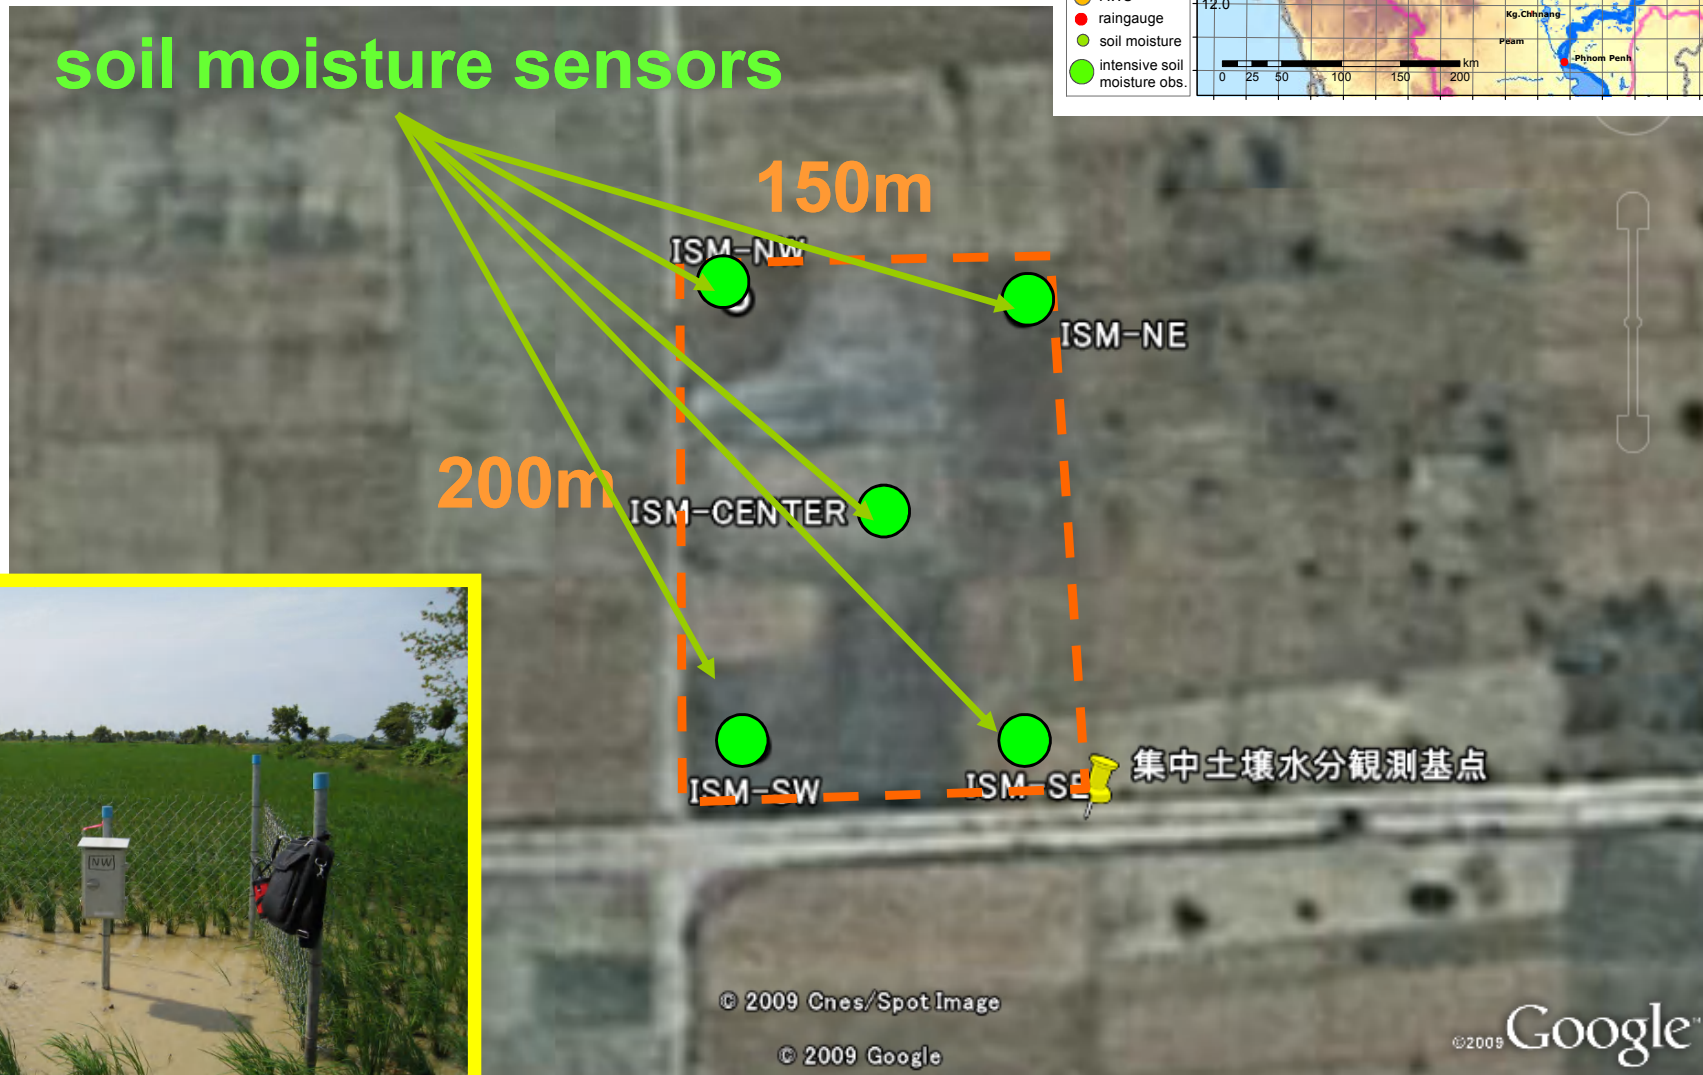 soil moisture sensors
raingauge
soil moisture
intensive soil
moisture obs.
12.0
Kg.Chhnang
Peam
Phnom Penh
0 25 50 100 150 200 km
150m
ISM-NW
ISM-NE
200m
ISM-CENTER
ISM-SW
ISM-SE
集中土壌水分観測基点
NW
© 2009 Cnes/Spot Image
© 2009 Google
©2009 Google™